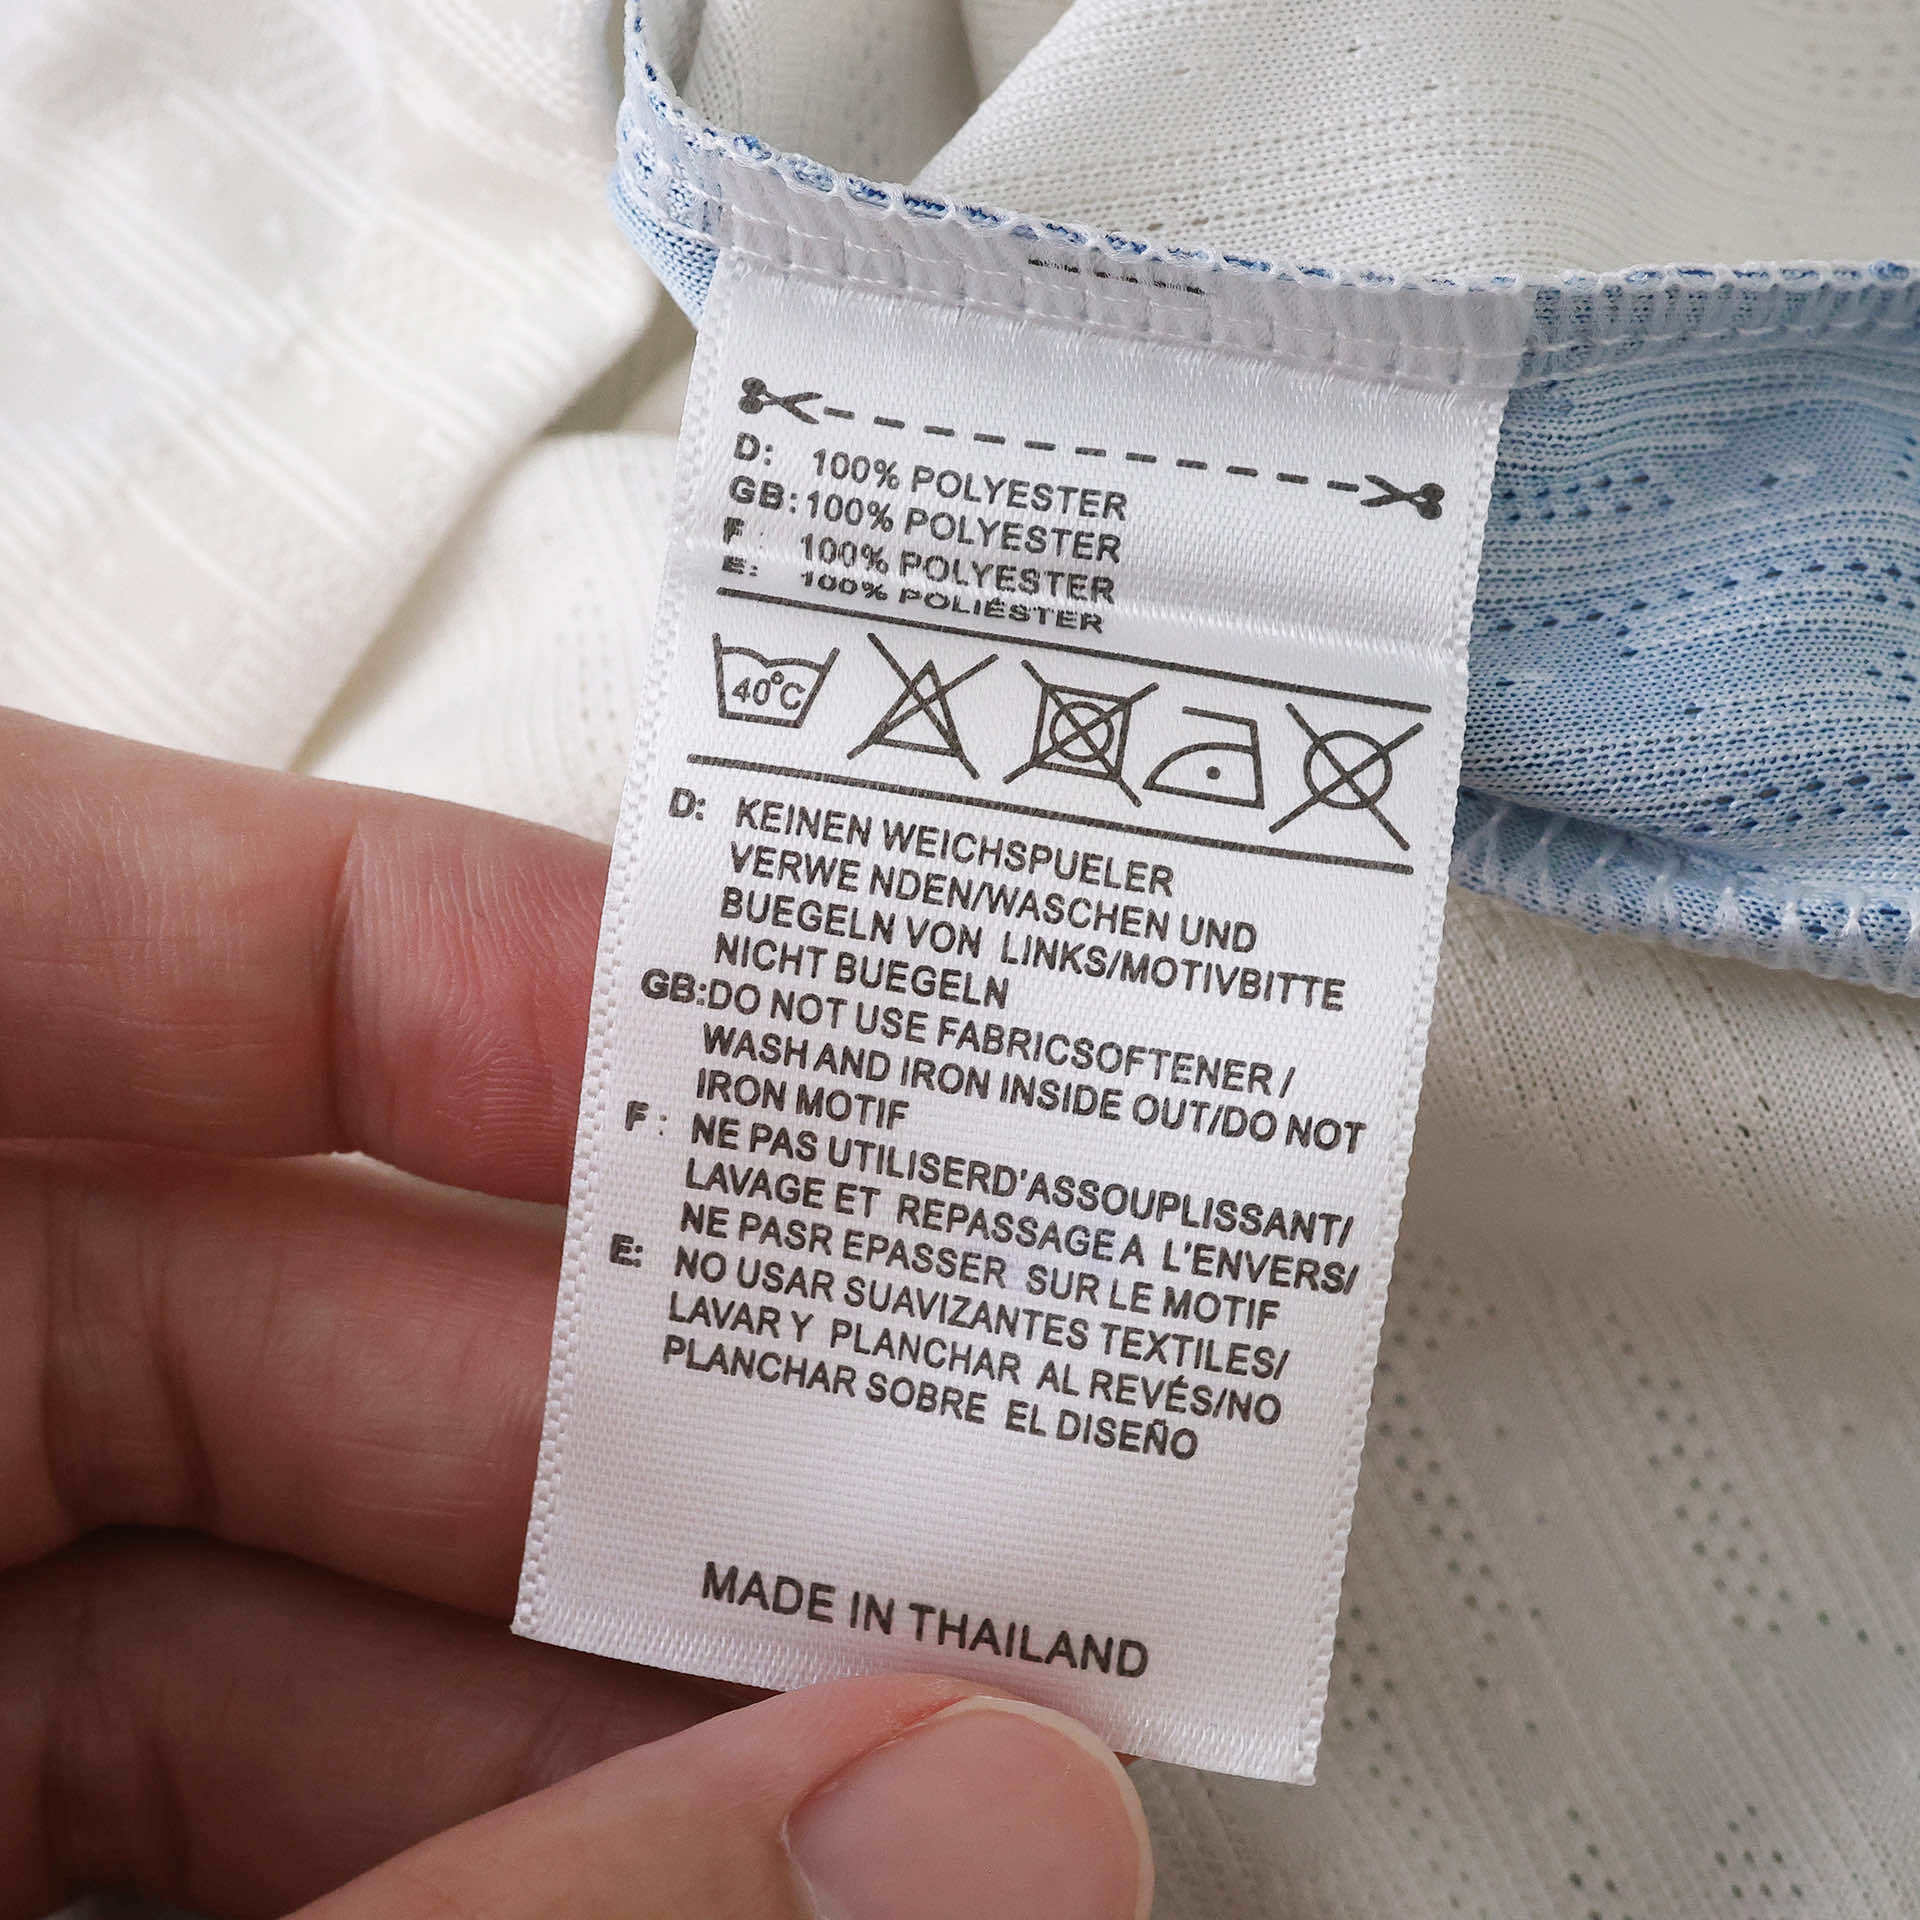 D: 100% POLYESTER
GB: 100% POLYESTER
F : 100% POLYESTER
E: 100% POLIÉSTER
40°C
D: KEINEN WEICHSPUELER
VERWE NDEN/WASCHEN UND
BUEGELN VON LINKS/MOTIVBITTE
NICHT BUEGELN
GB:DO NOT USE FABRICSOFTENER /
WASH AND IRON INSIDE OUT/DO NOT
IRON MOTIF
F : NE PAS UTILISERD'ASSOUPLISSANT/
LAVAGE ET REPASSAGE A L'ENVERS/
NE PASR EPASSER SUR LE MOTIF
E: NO USAR SUAVIZANTES TEXTILES/
LAVAR Y PLANCHAR AL REVÉS/NO
PLANCHAR SOBRE EL DISEÑO
MADE IN THAILAND